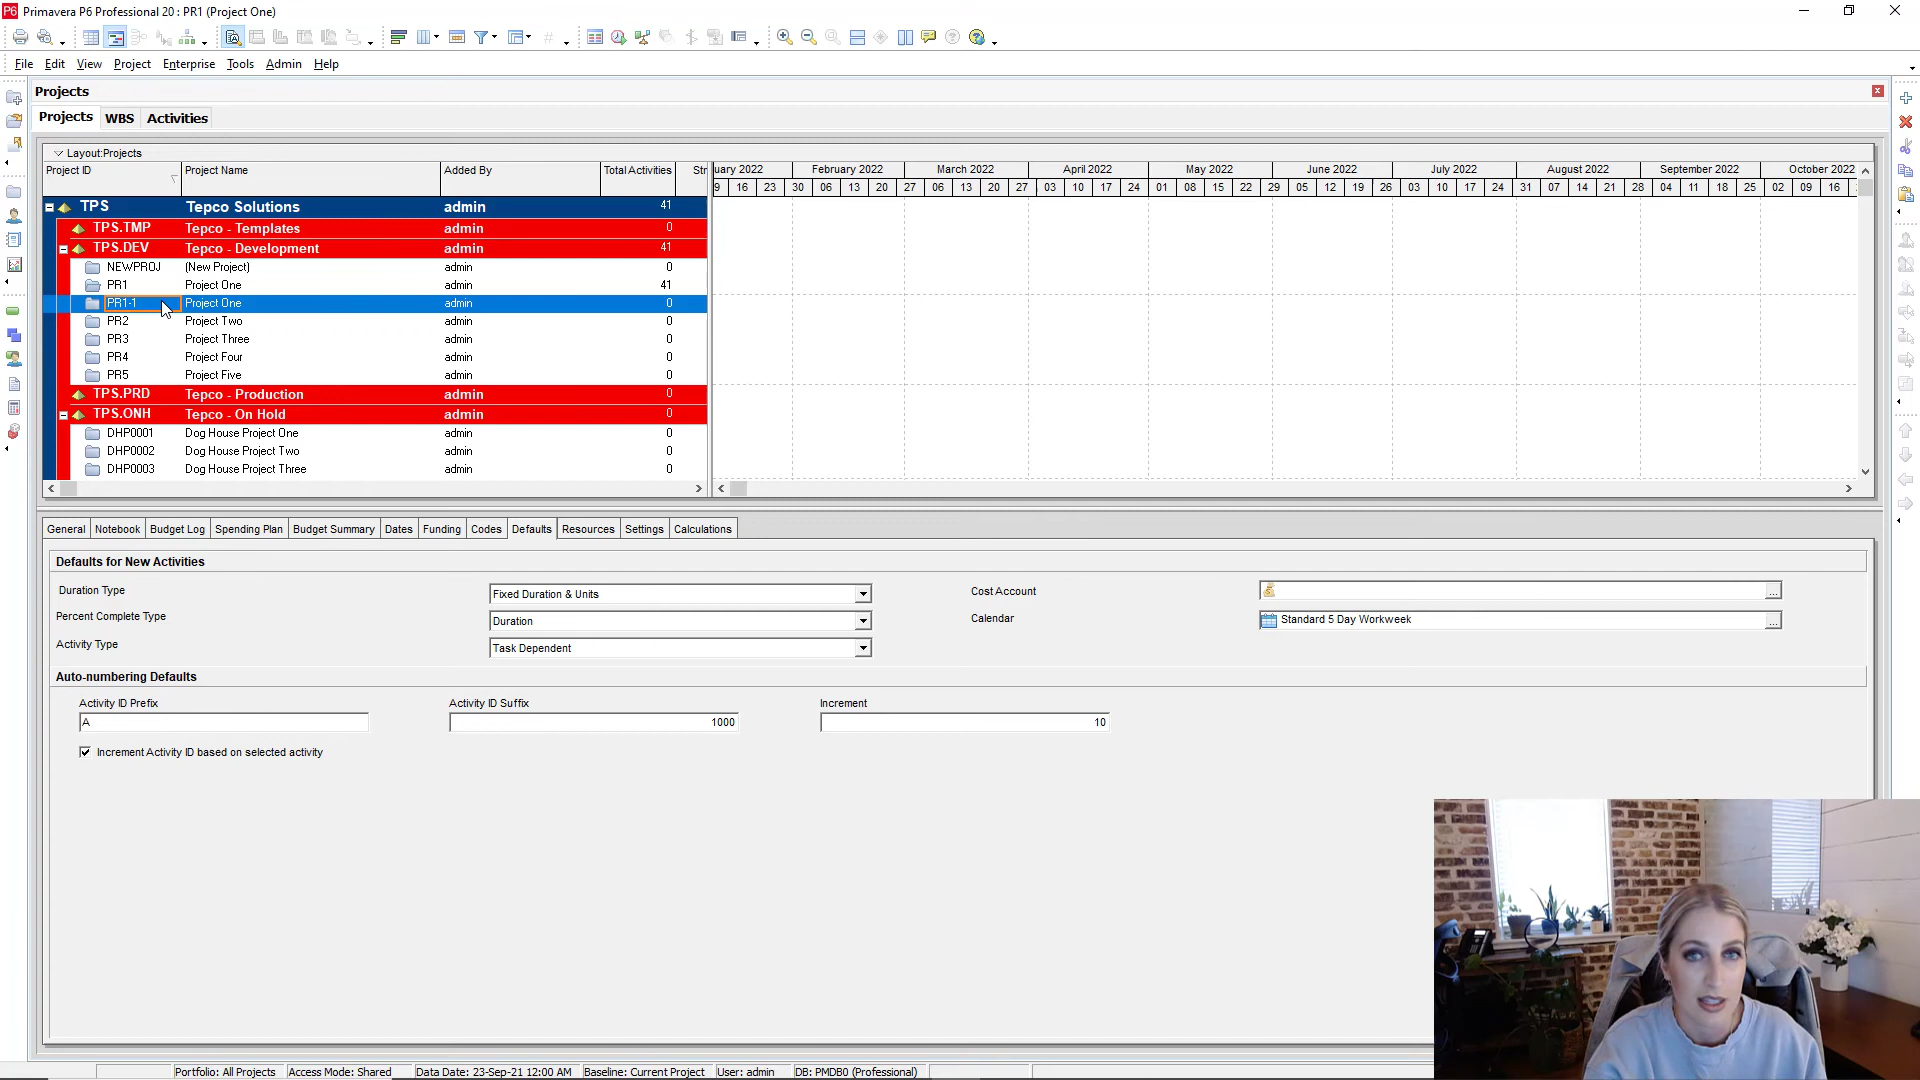 P6 Primavera P6 Professional 20 : PR1 (Project One)
File Edit View Project Enterprise Tools Admin Help
Projects
Projects WBS Activities
Layout:Projects
Project ID Project Name Added By Total Activities Str
uary 2022 February 2022 March 2022 April 2022 May 2022 June 2022 July 2022 August 2022 September 2022 October 2022
9 16 23 30 06 13 20 27 06 13 20 27 03 10 17 24 01 08 15 22 29 05 12 19 26 03 10 17 24 31 07 14 21 28 04 11 18 25 02 09 16
TPS Tepco Solutions admin 41
TPS.TMP Tepco - Templates admin 0
TPS.DEV Tepco - Development admin 41
NEWPROJ (New Project) admin 0
PR1 Project One admin 41
PR1-1 Project One admin 0
PR2 Project Two admin 0
PR3 Project Three admin 0
PR4 Project Four admin 0
PR5 Project Five admin 0
TPS.PRD Tepco - Production admin 0
TPS.ONH Tepco - On Hold admin 0
DHP0001 Dog House Project One admin 0
DHP0002 Dog House Project Two admin 0
DHP0003 Dog House Project Three admin 0
General Notebook Budget Log Spending Plan Budget Summary Dates Funding Codes Defaults Resources Settings Calculations
Defaults for New Activities
Duration Type Fixed Duration & Units Cost Account ...
Percent Complete Type Duration Calendar Standard 5 Day Workweek ...
Activity Type Task Dependent
Auto-numbering Defaults
Activity ID Prefix Activity ID Suffix Increment
A 1000 10
Increment Activity ID based on selected activity
Portfolio: All Projects Access Mode: Shared Data Date: 23-Sep-21 12:00 AM Baseline: Current Project User: admin DB: PMDB0 (Professional)